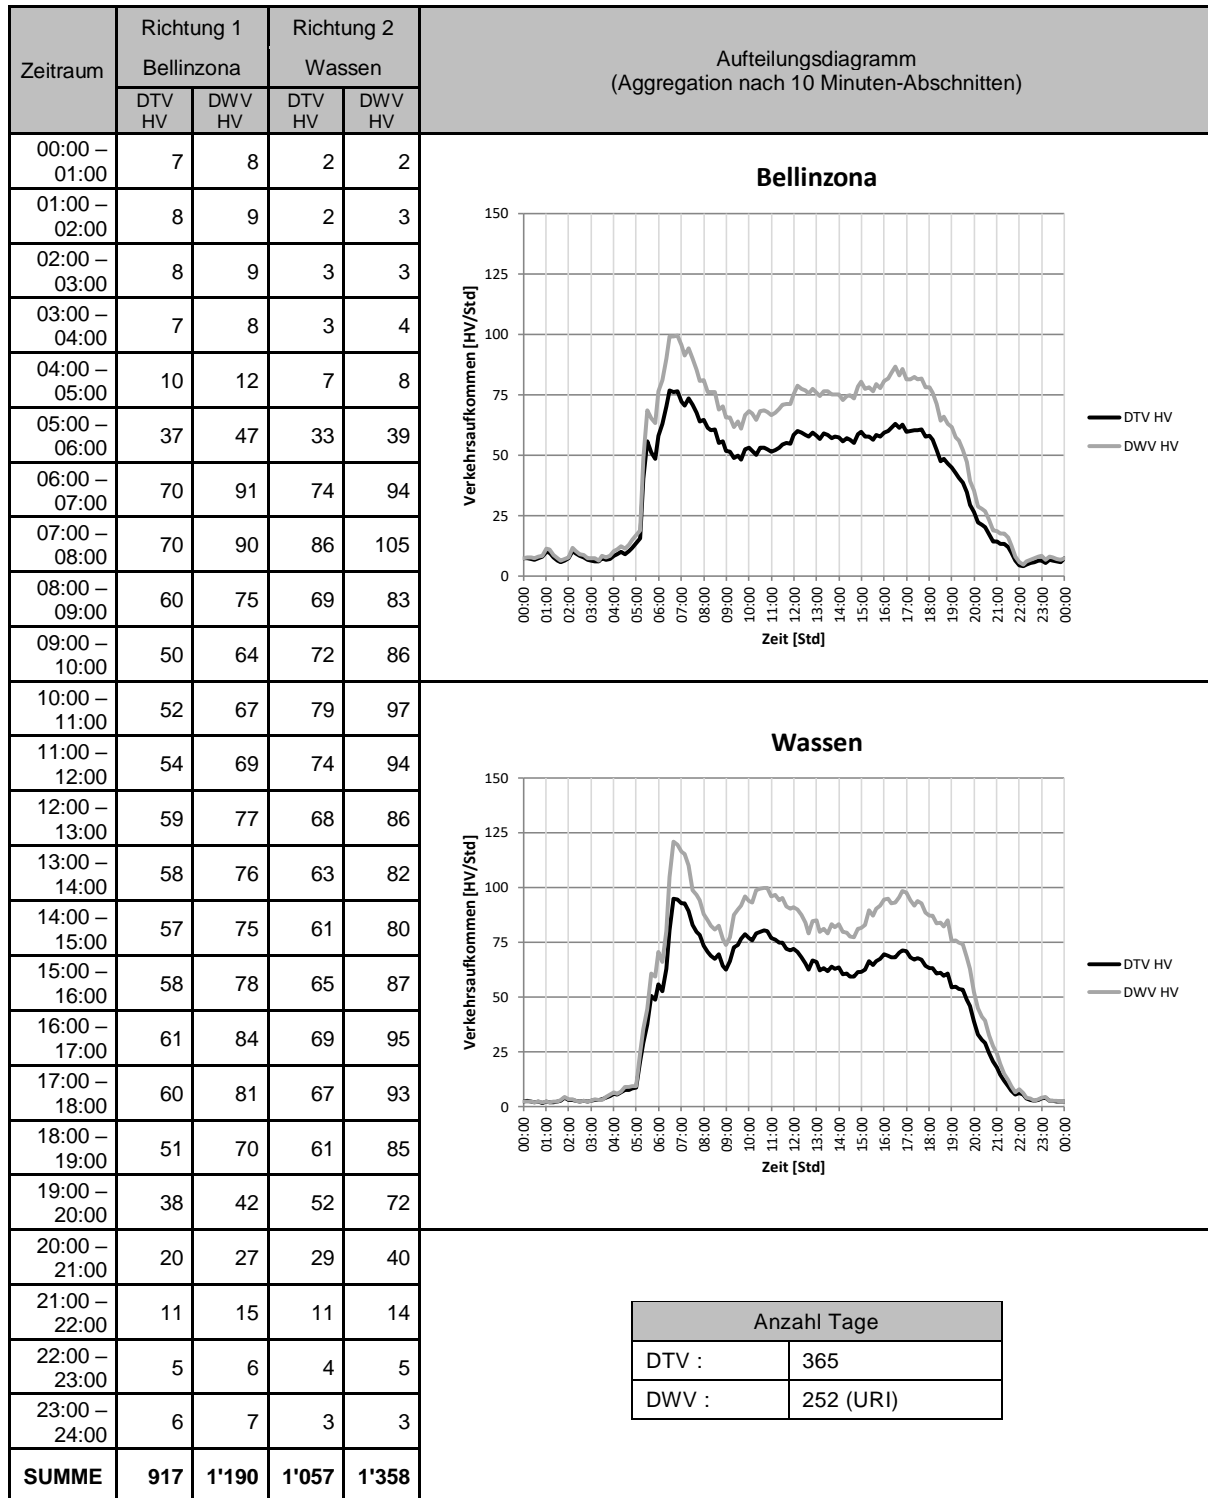 Zeitraum
Richtung 1
Bellinzona
Richtung 2
Wassen
Aufteilungsdiagramm
(Aggregation nach 10 Minuten-Abschnitten)
DTV HV
DWV HV
DTV HV
DWV HV
00:00 – 01:00 7 8 2 2
01:00 – 02:00 8 9 2 3
02:00 – 03:00 8 9 3 3
03:00 – 04:00 7 8 3 4
04:00 – 05:00 10 12 7 8
05:00 – 06:00 37 47 33 39
06:00 – 07:00 70 91 74 94
07:00 – 08:00 70 90 86 105
08:00 – 09:00 60 75 69 83
09:00 – 10:00 50 64 72 86
10:00 – 11:00 52 67 79 97
11:00 – 12:00 54 69 74 94
12:00 – 13:00 59 77 68 86
13:00 – 14:00 58 76 63 82
14:00 – 15:00 57 75 61 80
15:00 – 16:00 58 78 65 87
16:00 – 17:00 61 84 69 95
17:00 – 18:00 60 81 67 93
18:00 – 19:00 51 70 61 85
19:00 – 20:00 38 42 52 72
20:00 – 21:00 20 27 29 40
21:00 – 22:00 11 15 11 14
22:00 – 23:00 5 6 4 5
23:00 – 24:00 6 7 3 3
SUMME 917 1'190 1'057 1'358
Bellinzona
Verkehrsaufkommen [HV/Std]
150
125
100
75
50
25
0
00:00 01:00 02:00 03:00 04:00 05:00 06:00 07:00 08:00 09:00 10:00 11:00 12:00 13:00 14:00 15:00 16:00 17:00 18:00 19:00 20:00 21:00 22:00 23:00 00:00
Zeit [Std]
DTV HV
DWV HV
Wassen
Verkehrsaufkommen [HV/Std]
150
125
100
75
50
25
0
00:00 01:00 02:00 03:00 04:00 05:00 06:00 07:00 08:00 09:00 10:00 11:00 12:00 13:00 14:00 15:00 16:00 17:00 18:00 19:00 20:00 21:00 22:00 23:00 00:00
Zeit [Std]
DTV HV
DWV HV
Anzahl Tage
DTV : 365
DWV : 252 (URI)